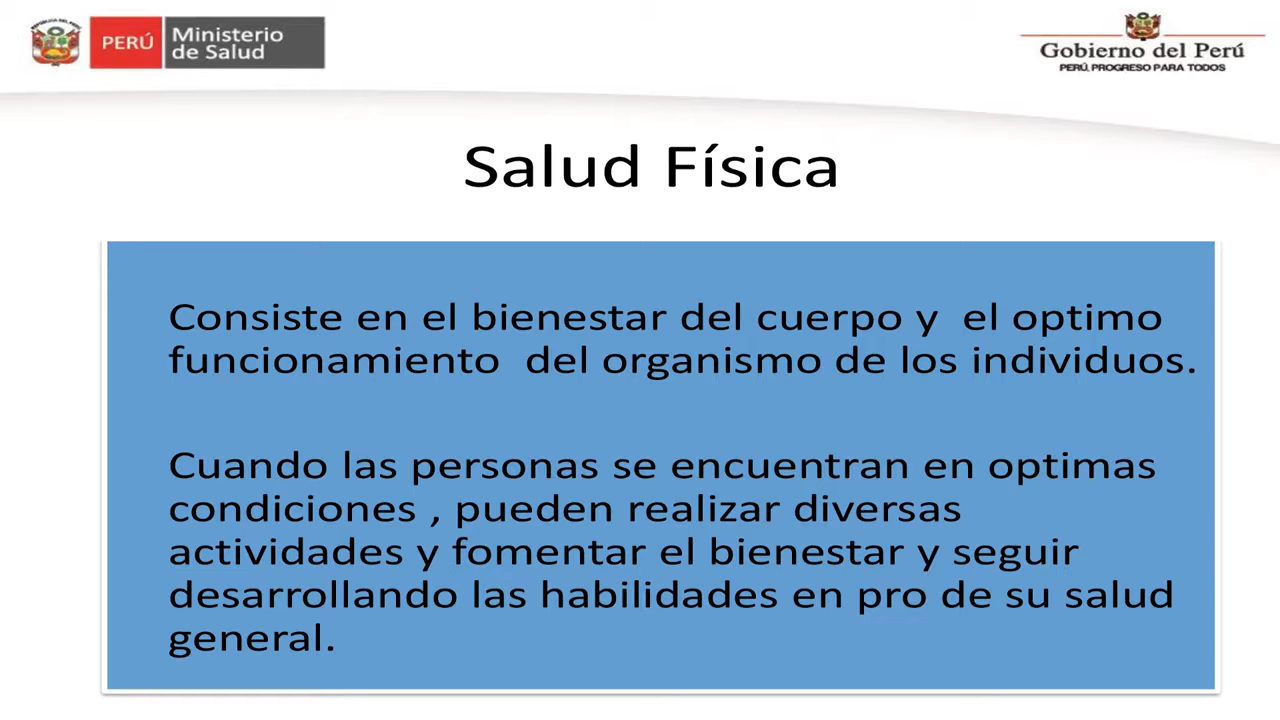 PERÚ
Ministerio
de Salud
Gobierno del Perú
PERÚ, PROGRESO PARA TODOS
Salud Física
Consiste en el bienestar del cuerpo y  el optimo
funcionamiento  del organismo de los individuos.
Cuando las personas se encuentran en optimas
condiciones , pueden realizar diversas
actividades y fomentar el bienestar y seguir
desarrollando las habilidades en pro de su salud
general.